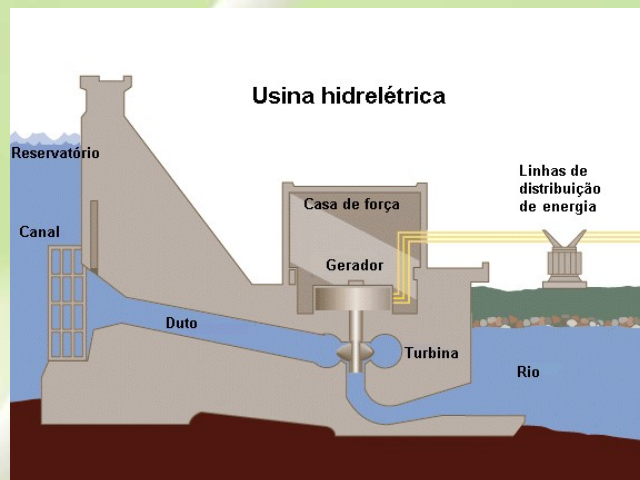 Usina hidrelétrica
Reservatório
Linhas de
distribuição
de energia
Casa de força
Canal
Gerador
Duto
Turbina
Rio